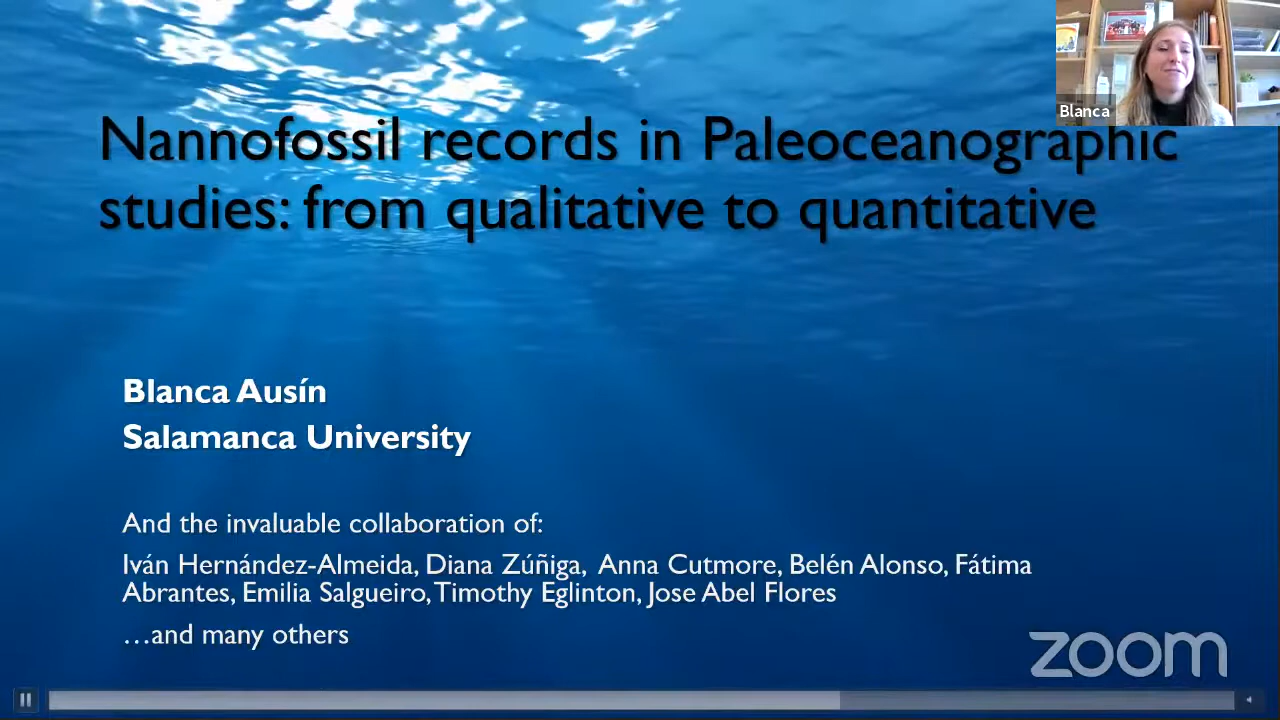 Blanca
Nannofossil records in Paleoceanographic
studies: from qualitative to quantitative
Blanca Ausín
Salamanca University
And the invaluable collaboration of:
Iván Hernández-Almeida, Diana Zúñiga, Anna Cutmore, Belén Alonso, Fátima
Abrantes, Emilia Salgueiro, Timothy Eglinton, Jose Abel Flores
…and many others
zoom